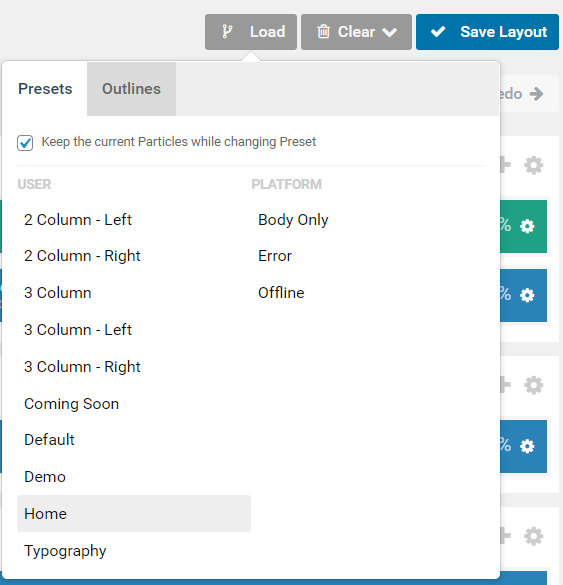 Load Clear Save Layout
Presets Outlines
Keep the current Particles while changing Preset
USER PLATFORM
2 Column - Left Body Only
2 Column - Right Error
3 Column Offline
3 Column - Left
3 Column - Right
Coming Soon
Default
Demo
Home
Typography
edo
%
%
%